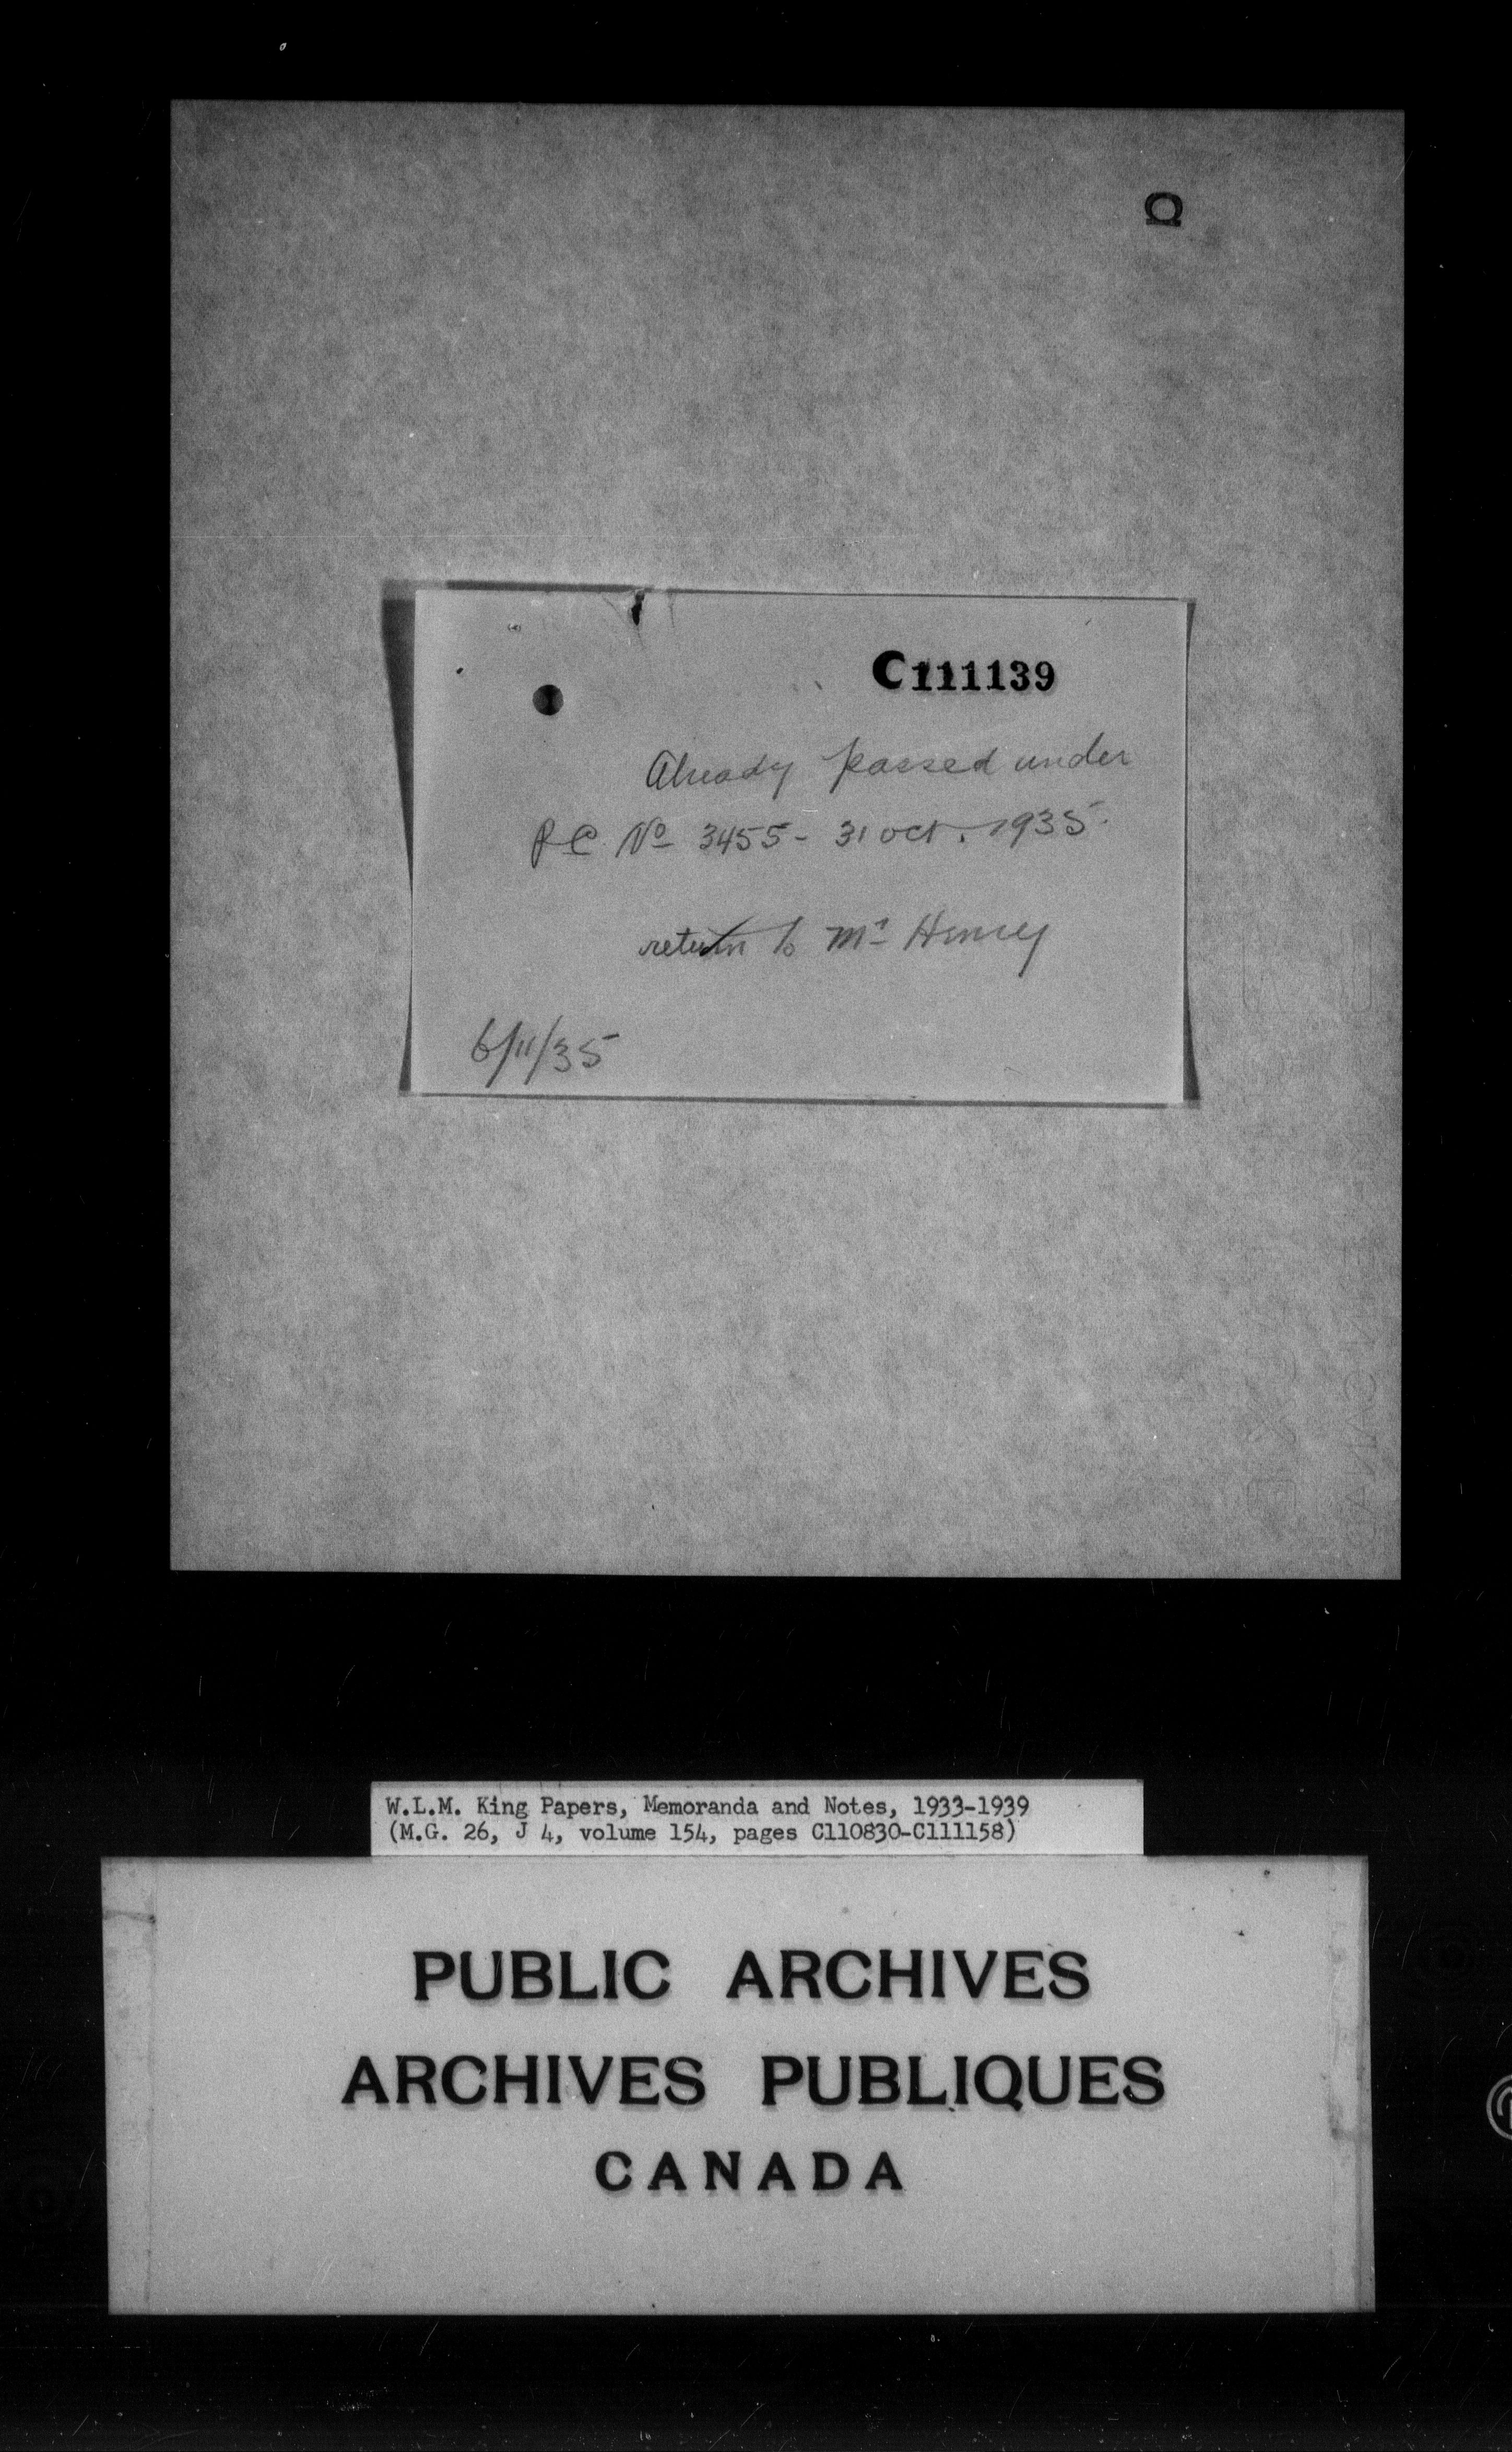 C111139
Already passed under
P.C. No 3455 - 31 Oct. 1935.
return to Mr Henry
6/11/35
W.L.M. King Papers, Memoranda and Notes, 1933-1939
(M.G. 26, J 4, volume 154, pages C110830-C111158)
PUBLIC ARCHIVES
ARCHIVES PUBLIQUES
CANADA